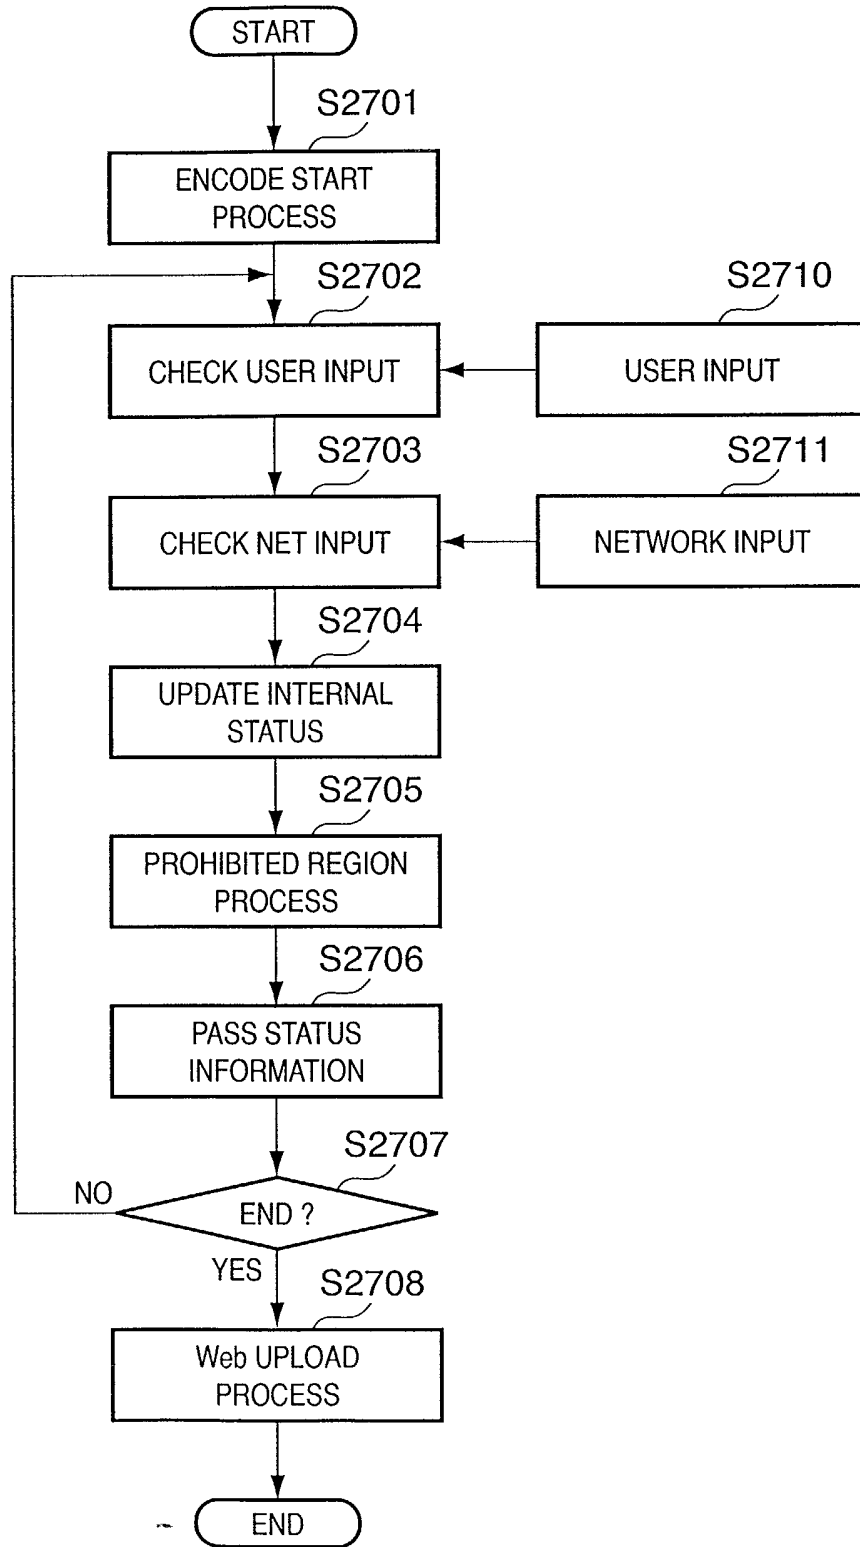 START
S2701
ENCODE START
PROCESS
S2702
CHECK USER INPUT
S2710
USER INPUT
S2703
CHECK NET INPUT
S2711
NETWORK INPUT
S2704
UPDATE INTERNAL
STATUS
S2705
PROHIBITED REGION
PROCESS
S2706
PASS STATUS
INFORMATION
S2707
END ?
NO
YES
S2708
Web UPLOAD
PROCESS
END